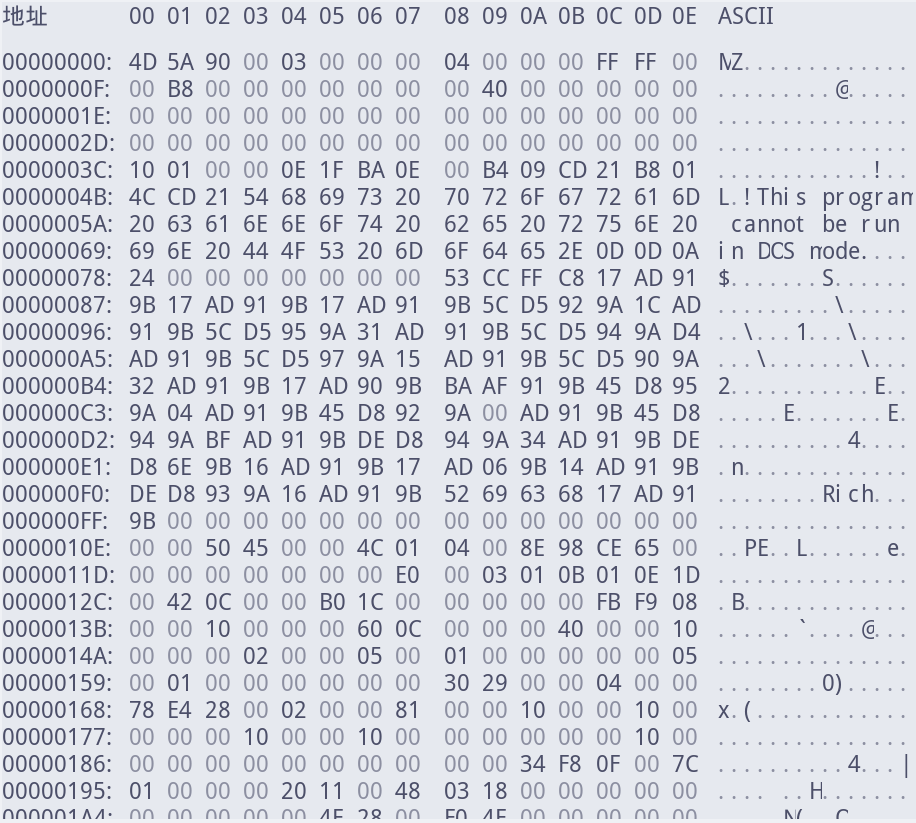 地址 00 01 02 03 04 05 06 07 08 09 0A 0B 0C 0D 0E ASCII
00000000: 4D 5A 90 00 03 00 00 00 04 00 00 00 FF FF 00 MZ.............
0000000F: 00 B8 00 00 00 00 00 00 00 40 00 00 00 00 00 .........@.....
0000001E: 00 00 00 00 00 00 00 00 00 00 00 00 00 00 00 ...............
0000002D: 00 00 00 00 00 00 00 00 00 00 00 00 00 00 00 ...............
0000003C: 10 01 00 00 0E 1F BA 0E 00 B4 09 CD 21 B8 01 ............!..
0000004B: 4C CD 21 54 68 69 73 20 70 72 6F 67 72 61 6D L.!This program
0000005A: 20 63 61 6E 6E 6F 74 20 62 65 20 72 75 6E 20 cannot be run
00000069: 69 6E 20 44 4F 53 20 6D 6F 64 65 2E 0D 0D 0A in DOS mode....
00000078: 24 00 00 00 00 00 00 00 53 CC FF C8 17 AD 91 $.......S......
00000087: 9B 17 AD 91 9B 17 AD 91 9B 5C D5 92 9A 1C AD .........\.....
00000096: 91 9B 5C D5 95 9A 31 AD 91 9B 5C D5 94 9A D4 ..\...1...\....
000000A5: AD 91 9B 5C D5 97 9A 15 AD 91 9B 5C D5 90 9A ...\.......\...
000000B4: 32 AD 91 9B 17 AD 90 9B BA AF 91 9B 45 D8 95 2...........E..
000000C3: 9A 04 AD 91 9B 45 D8 92 9A 00 AD 91 9B 45 D8 .....E.......E.
000000D2: 94 9A BF AD 91 9B DE D8 94 9A 34 AD 91 9B DE ..........4....
000000E1: D8 6E 9B 16 AD 91 9B 17 AD 06 9B 14 AD 91 9B .n.............
000000F0: DE D8 93 9A 16 AD 91 9B 52 69 63 68 17 AD 91 ........Rich...
000000FF: 9B 00 00 00 00 00 00 00 00 00 00 00 00 00 00 ...............
0000010E: 00 00 50 45 00 00 4C 01 04 00 8E 98 CE 65 00 ..PE..L......e.
0000011D: 00 00 00 00 00 00 00 E0 00 03 01 0B 01 0E 1D ...............
0000012C: 00 42 0C 00 00 B0 1C 00 00 00 00 00 FB F9 08 .B.............
0000013B: 00 00 10 00 00 00 60 0C 00 00 00 40 00 00 10 ......`....@...
0000014A: 00 00 00 02 00 00 05 00 01 00 00 00 00 00 05 ...............
00000159: 00 01 00 00 00 00 00 00 30 29 00 00 04 00 00 ........0).....
00000168: 78 E4 28 00 02 00 00 81 00 00 10 00 00 10 00 x.(............
00000177: 00 00 00 10 00 00 10 00 00 00 00 00 00 10 00 ...............
00000186: 00 00 00 00 00 00 00 00 00 00 34 F8 0F 00 7C ..........4...|
00000195: 01 00 00 00 20 11 00 48 03 18 00 00 00 00 00 .... ..H.......